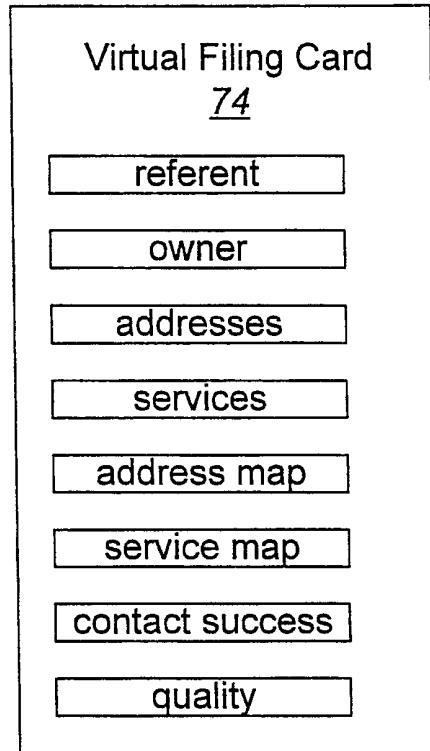 Virtual Filing Card
74
referent
owner
addresses
services
address map
service map
contact success
quality